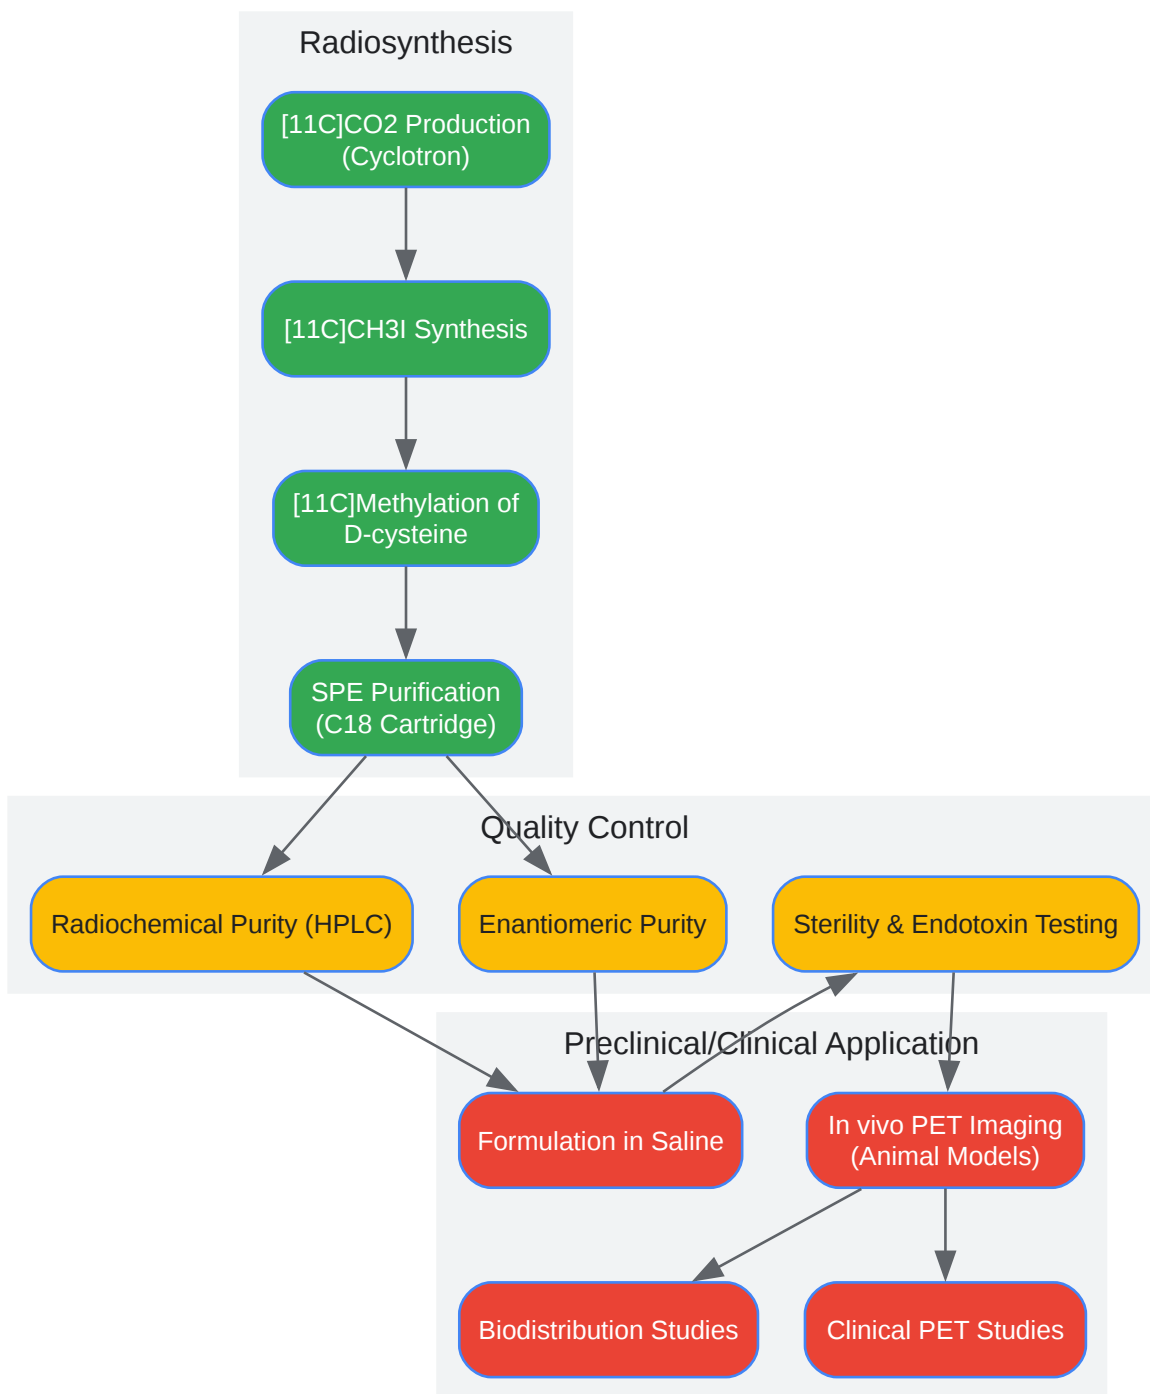 Radiosynthesis
[11C]CO2 Production
(Cyclotron)
[11C]CH3I Synthesis
[11C]Methylation of
D-cysteine
SPE Purification
(C18 Cartridge)
Quality Control
Radiochemical Purity (HPLC)
Enantiomeric Purity
Sterility & Endotoxin Testing
Preclinical/Clinical Application
Formulation in Saline
In vivo PET Imaging
(Animal Models)
Biodistribution Studies
Clinical PET Studies